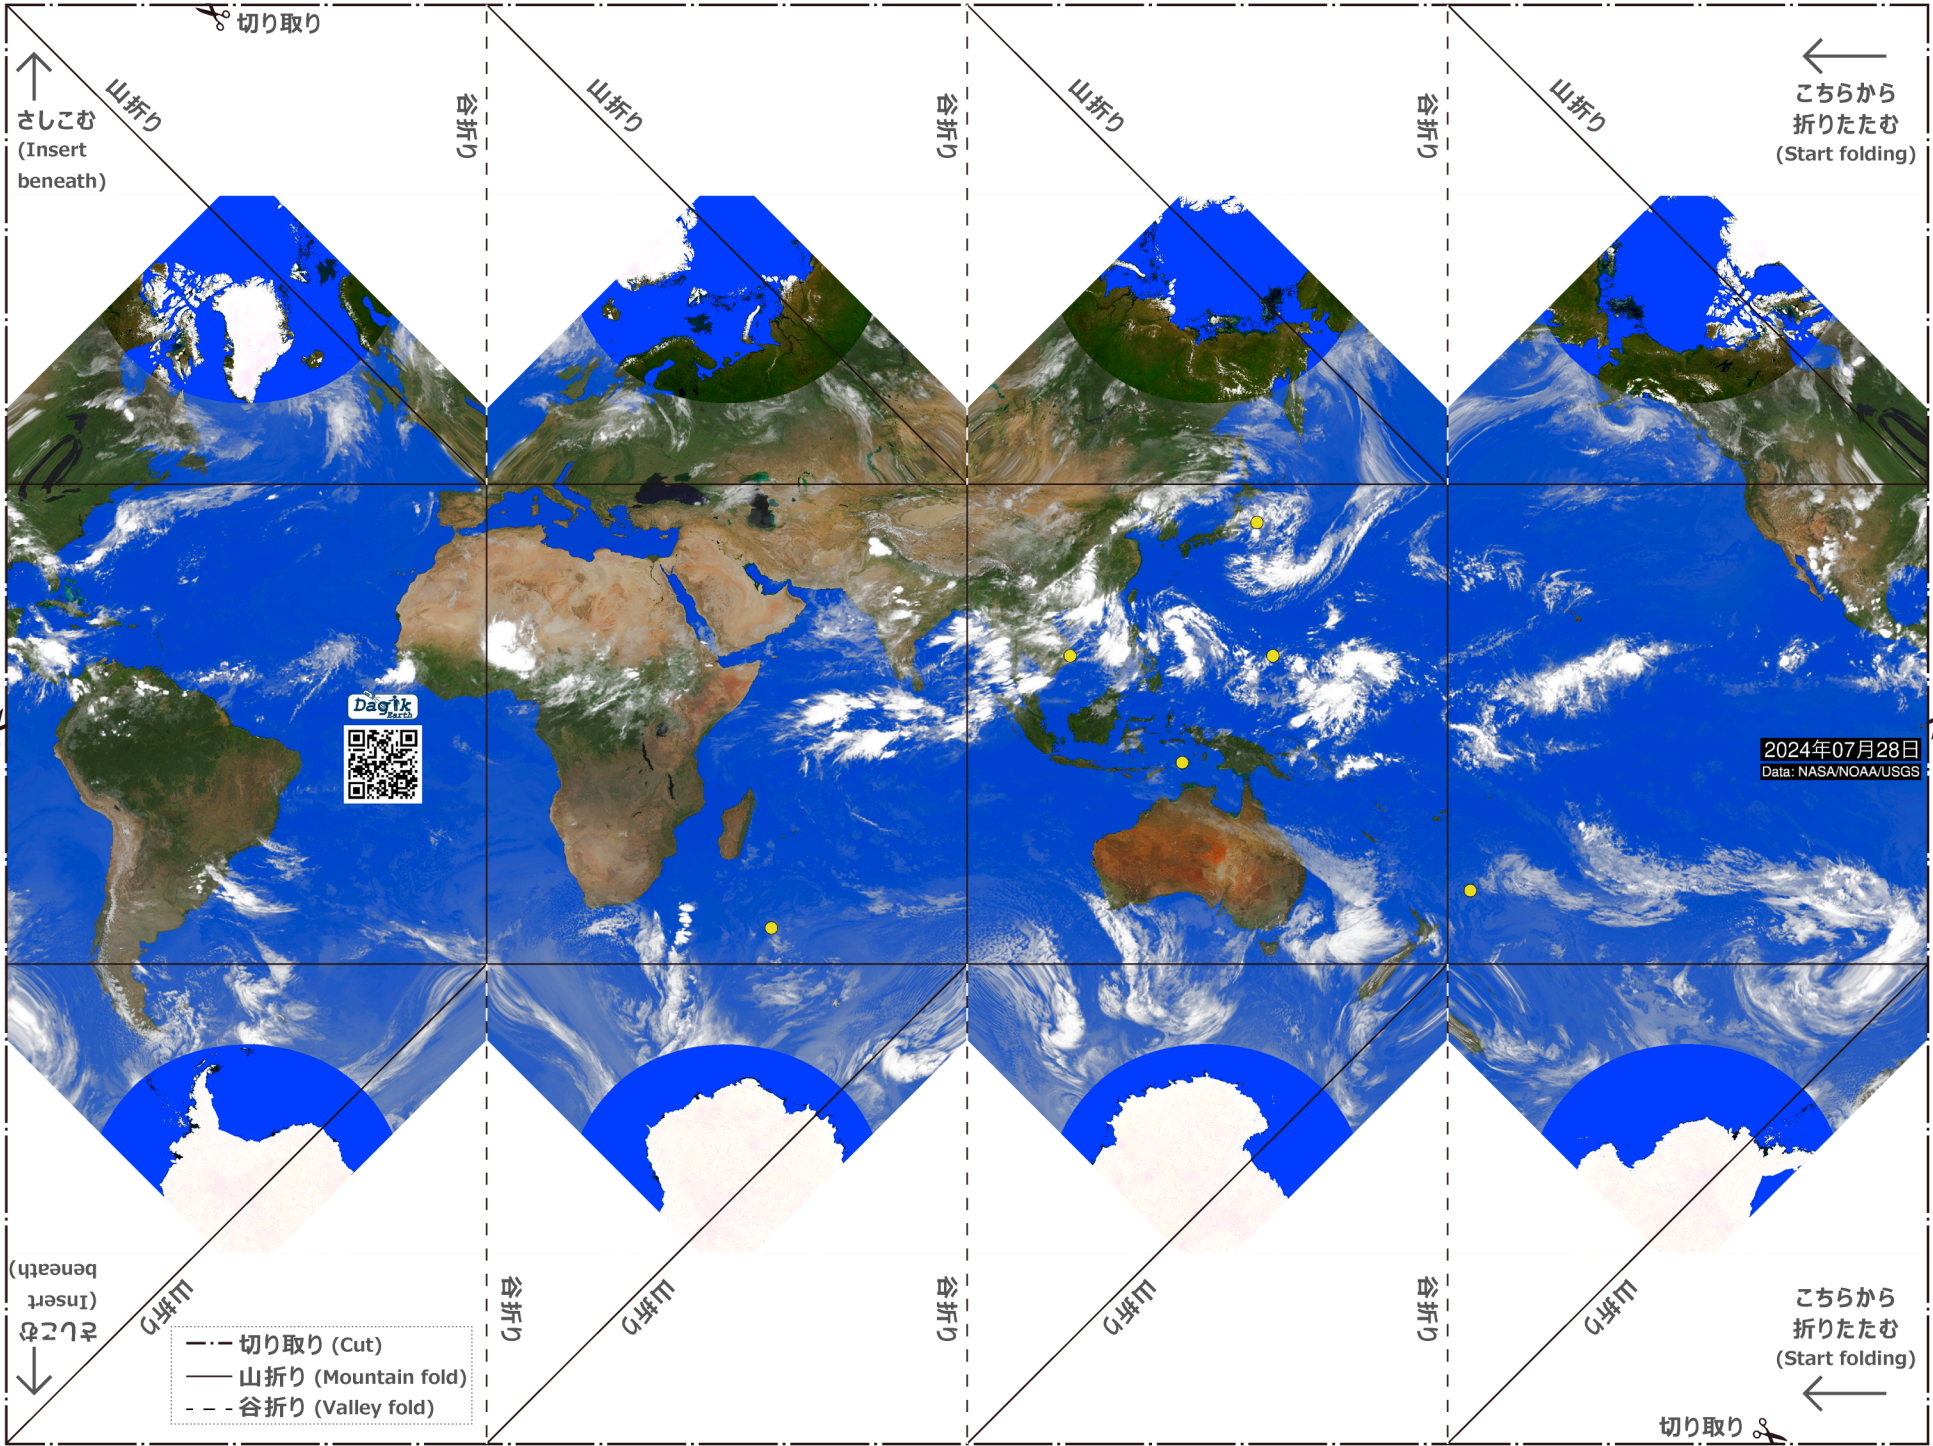 切り取り
さしこむ
(Insert
beneath)
山折り
谷折り
山折り
谷折り
山折り
谷折り
山折り
こちらから
折りたたむ
(Start folding)
Dagik
Earth
2024年07月28日
Data: NASA/NOAA/USGS
さしこむ
(Insert
beneath)
山折り
谷折り
山折り
谷折り
山折り
谷折り
山折り
こちらから
折りたたむ
(Start folding)
切り取り (Cut)
山折り (Mountain fold)
谷折り (Valley fold)
切り取り